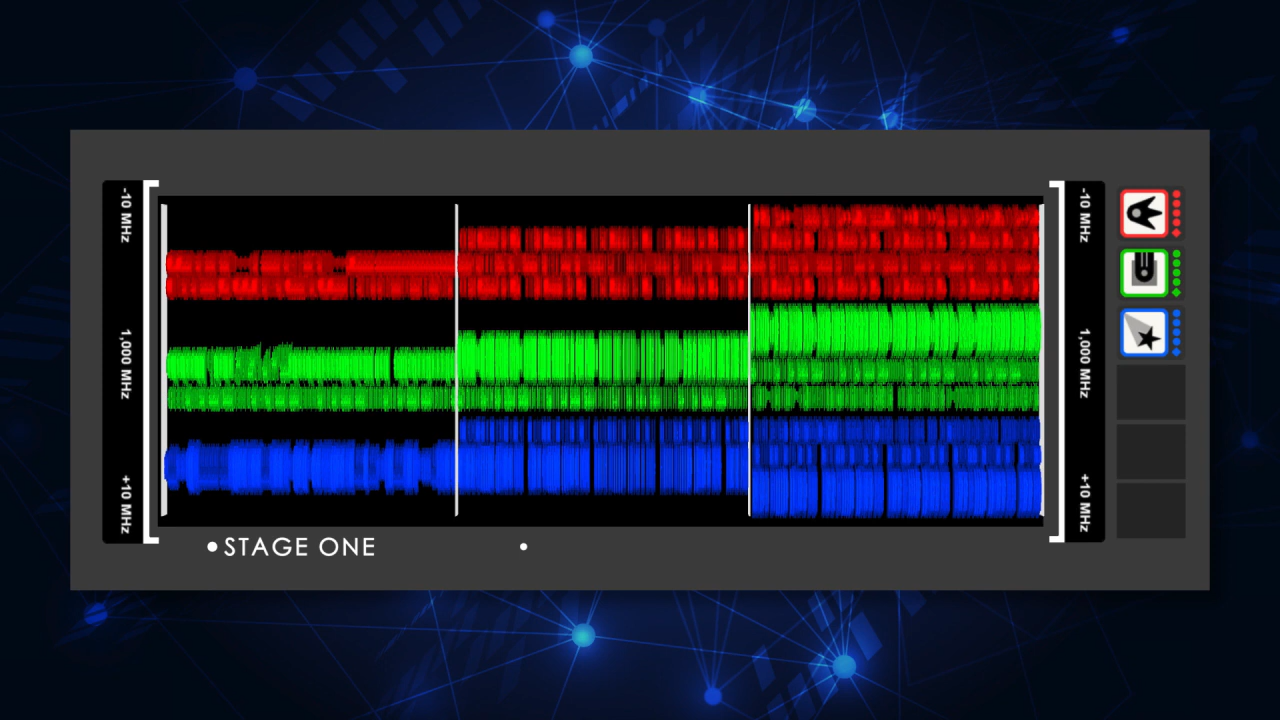 -10 MHz
1,000 MHz
+10 MHz
-10 MHz
1,000 MHz
+10 MHz
• STAGE ONE
•